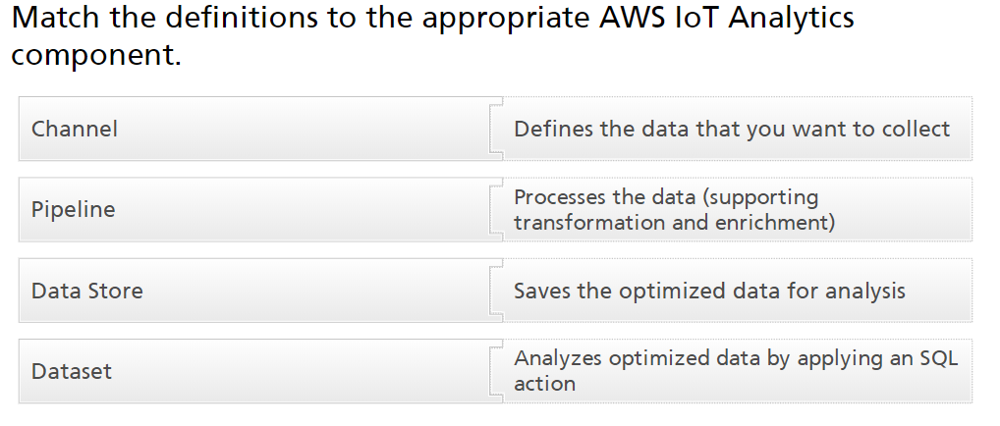 Match the definitions to the appropriate AWS IoT Analytics
component.
Channel
Defines the data that you want to collect
Pipeline
Processes the data (supporting
transformation and enrichment)
Data Store
Saves the optimized data for analysis
Dataset
Analyzes optimized data by applying an SQL
action